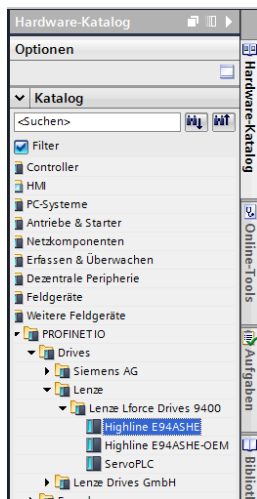 Hardware-Katalog
Optionen
Katalog
<Suchen>
Filter
Controller
HMI
PC-Systeme
Antriebe & Starter
Netzkomponenten
Erfassen & Überwachen
Dezentrale Peripherie
Feldgeräte
Weitere Feldgeräte
PROFINET IO
Drives
Siemens AG
Lenze
Lenze Lforce Drives 9400
Highline E94ASHE
Highline E94ASHE-OEM
ServoPLC
Lenze Drives GmbH
Hardware-Katalog
Online-Tools
Aufgaben